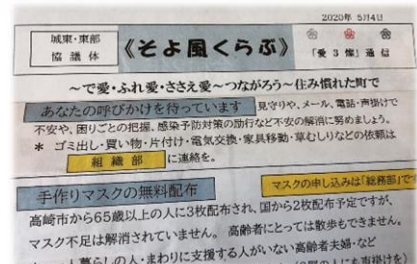 2020年 5月4日
城東・東部
協議体
《そよ風くらぶ》
「愛3燦」通信
～で愛・ふれ愛・ささえ愛～つながろう～住み慣れた町で
あなたの呼びかけを待っています 見守りや、メール、電話・声掛けで
不安や、困りごとの把握、感染予防対策の励行など不安の解消に努めましょう。
* ゴミ出し・買い物・片付け・電気交換・家具移動・草むしりなどの依頼は
組織部 に連絡を。
手作りマスクの無料配布
マスクの申し込みは「総務部」で
高崎市から65歳以上の人に3枚配布され、国から2枚配布予定ですが、
マスク不足は解消されていません。高齢者にとっては散歩もできません。
一人暮らしの人・まわりに支援する人がいない高齢者夫婦・など